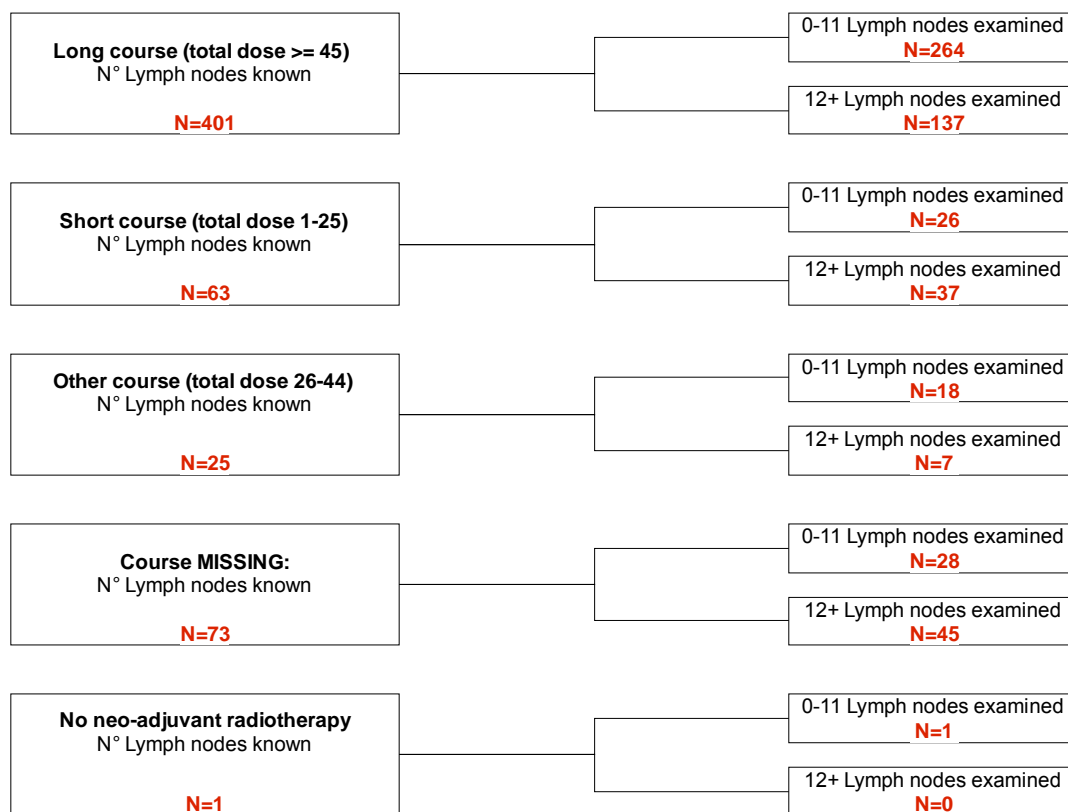 Long course (total dose >= 45)
N° Lymph nodes known
N=401
0-11 Lymph nodes examined
N=264
12+ Lymph nodes examined
N=137
Short course (total dose 1-25)
N° Lymph nodes known
N=63
0-11 Lymph nodes examined
N=26
12+ Lymph nodes examined
N=37
Other course (total dose 26-44)
N° Lymph nodes known
N=25
0-11 Lymph nodes examined
N=18
12+ Lymph nodes examined
N=7
Course MISSING:
N° Lymph nodes known
N=73
0-11 Lymph nodes examined
N=28
12+ Lymph nodes examined
N=45
No neo-adjuvant radiotherapy
N° Lymph nodes known
N=1
0-11 Lymph nodes examined
N=1
12+ Lymph nodes examined
N=0